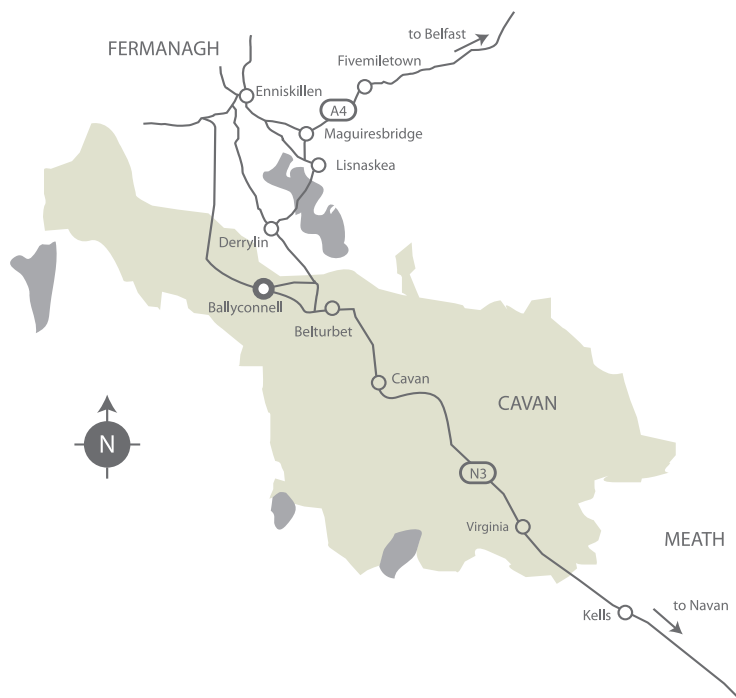 to Belfast
FERMANAGH
Fivemiletown
Enniskillen
A4
Maguiresbridge
Lisnaskea
Derrylin
Ballyconnell
Belturbet
Cavan
CAVAN
N
N3
Virginia
MEATH
to Navan
Kells